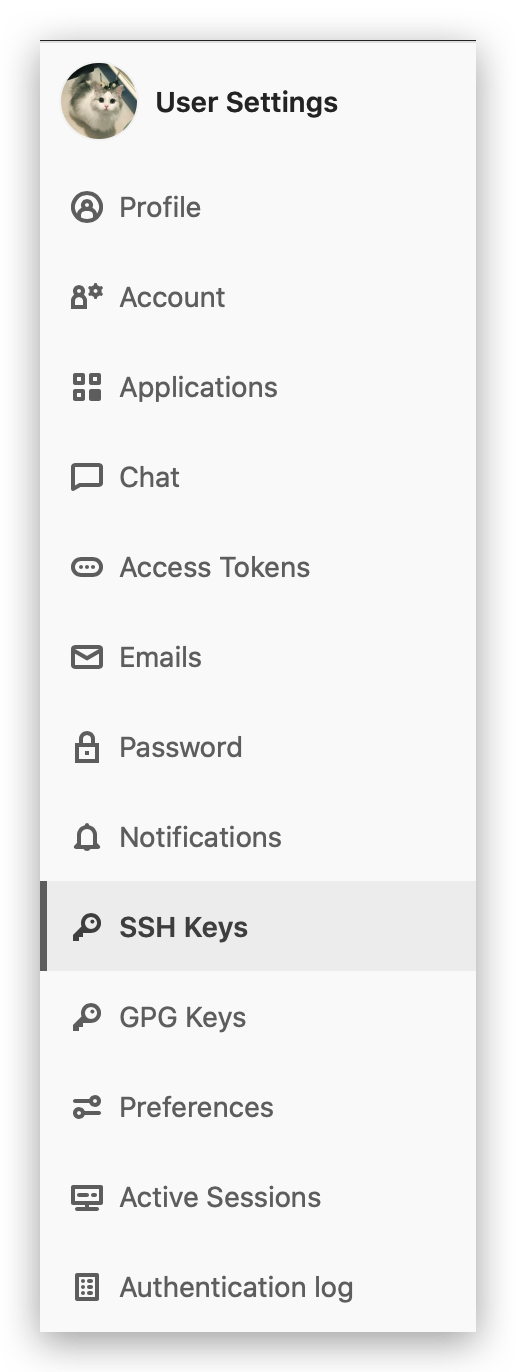 User Settings
Profile
Account
Applications
Chat
Access Tokens
Emails
Password
Notifications
SSH Keys
GPG Keys
Preferences
Active Sessions
Authentication log